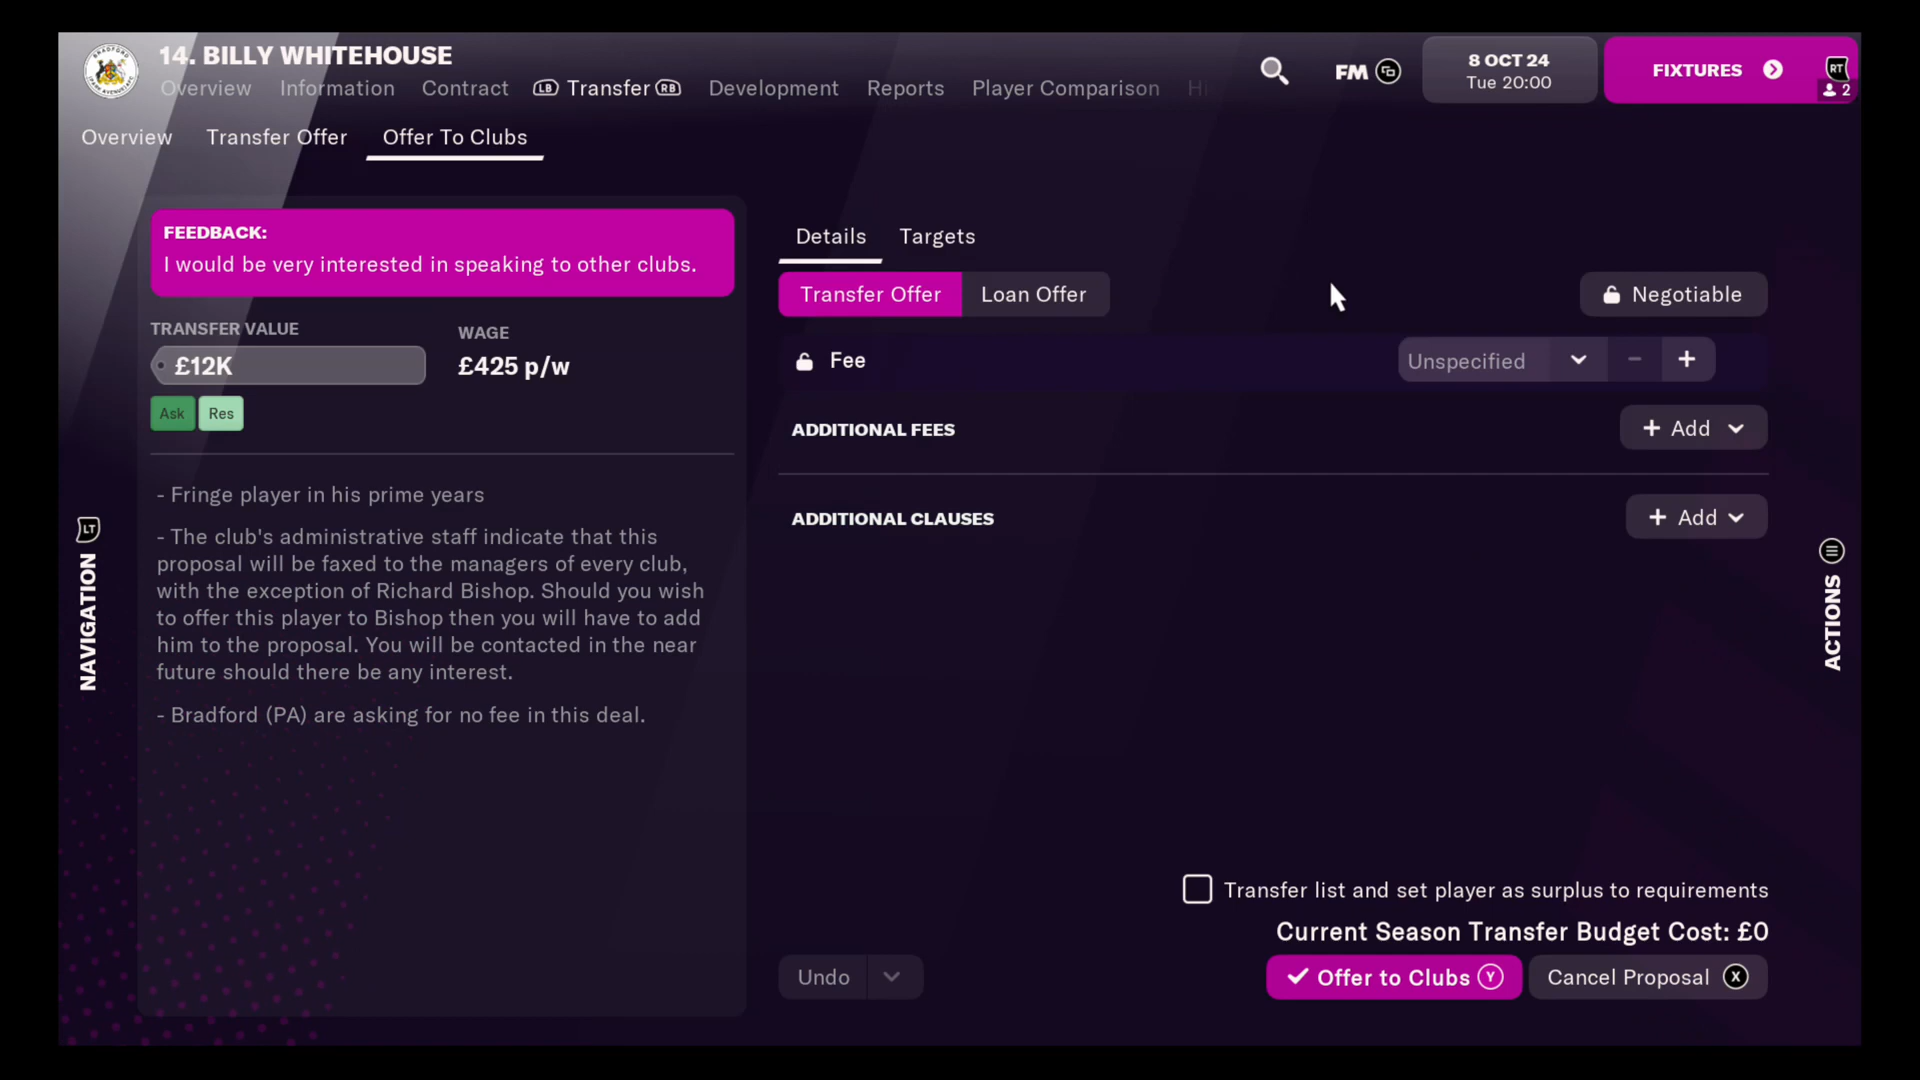 14. BILLY WHITEHOUSE
Overview Information Contract LB Transfer RB Development Reports Player Comparison
FM
8 OCT 24
Tue 20:00
FIXTURES
RT
2
Overview Transfer Offer Offer To Clubs
FEEDBACK:
I would be very interested in speaking to other clubs.
TRANSFER VALUE
WAGE
£12K
£425 p/w
Ask Res
- Fringe player in his prime years
- The club's administrative staff indicate that this
proposal will be faxed to the managers of every club,
with the exception of Richard Bishop. Should you wish
to offer this player to Bishop then you will have to add
him to the proposal. You will be contacted in the near
future should there be any interest.
- Bradford (PA) are asking for no fee in this deal.
Details Targets
Transfer Offer Loan Offer
Negotiable
Fee
Unspecified − +
ADDITIONAL FEES
+ Add
ADDITIONAL CLAUSES
+ Add
LT
NAVIGATION
ACTIONS
Transfer list and set player as surplus to requirements
Current Season Transfer Budget Cost: £0
Undo
Offer to Clubs Y
Cancel Proposal X